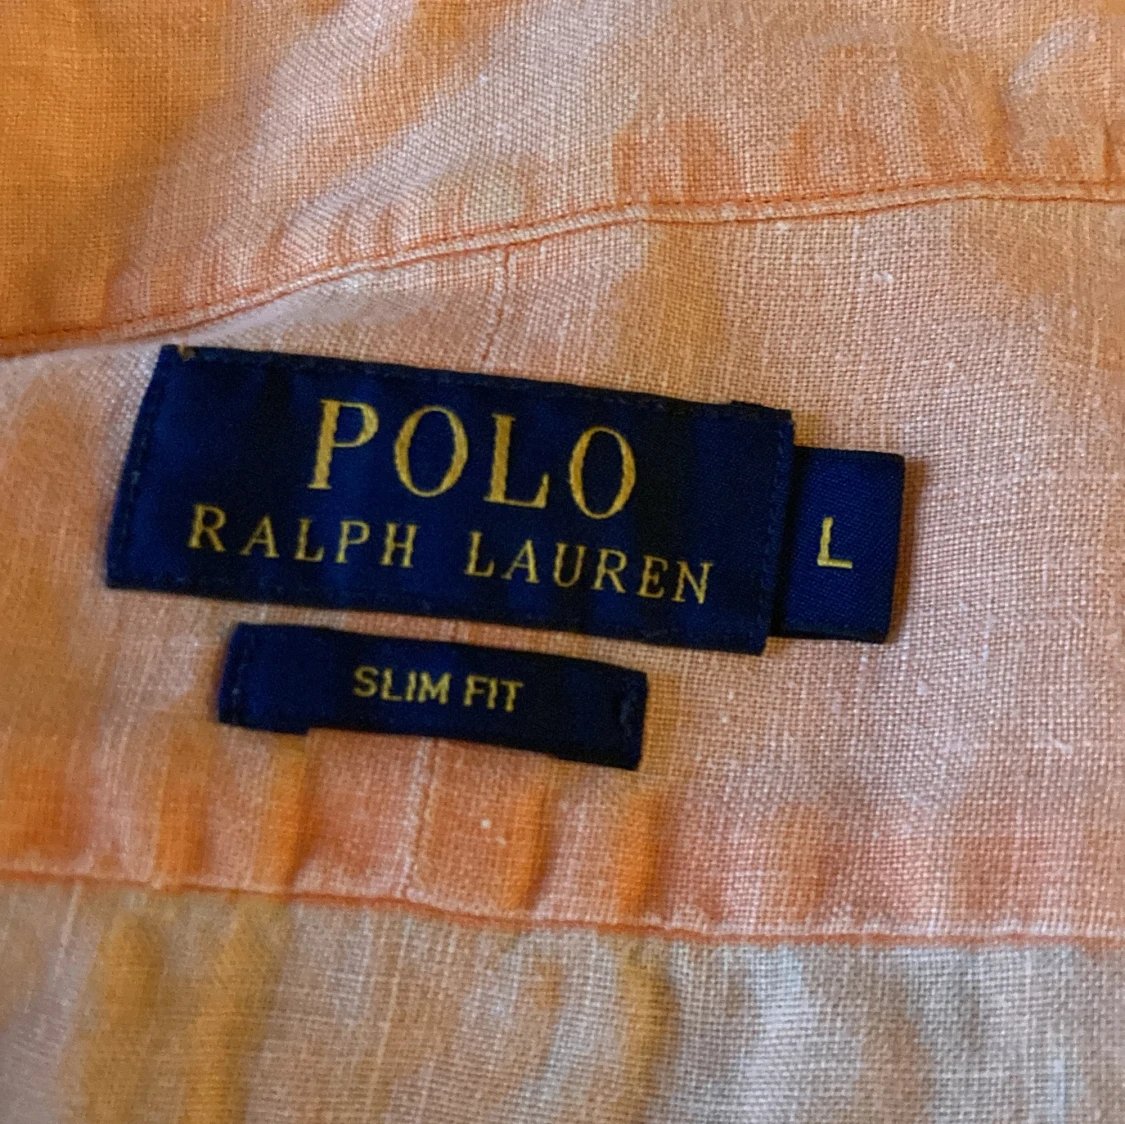 POLO
RALPH LAUREN
L
SLIM FIT